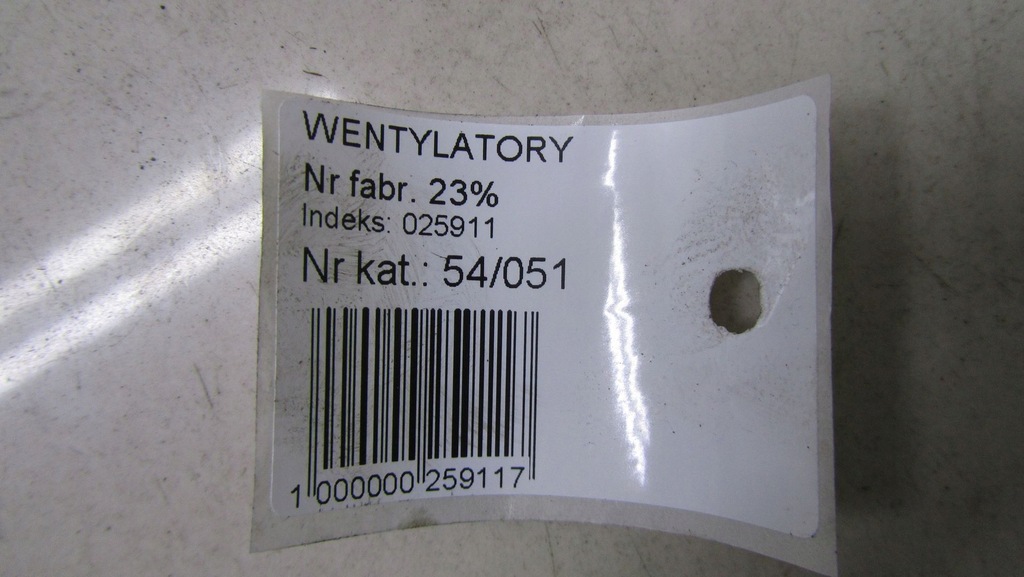 WENTYLATORY
Nr fabr. 23%
Indeks: 025911
Nr kat.: 54/051
1 000000 259117